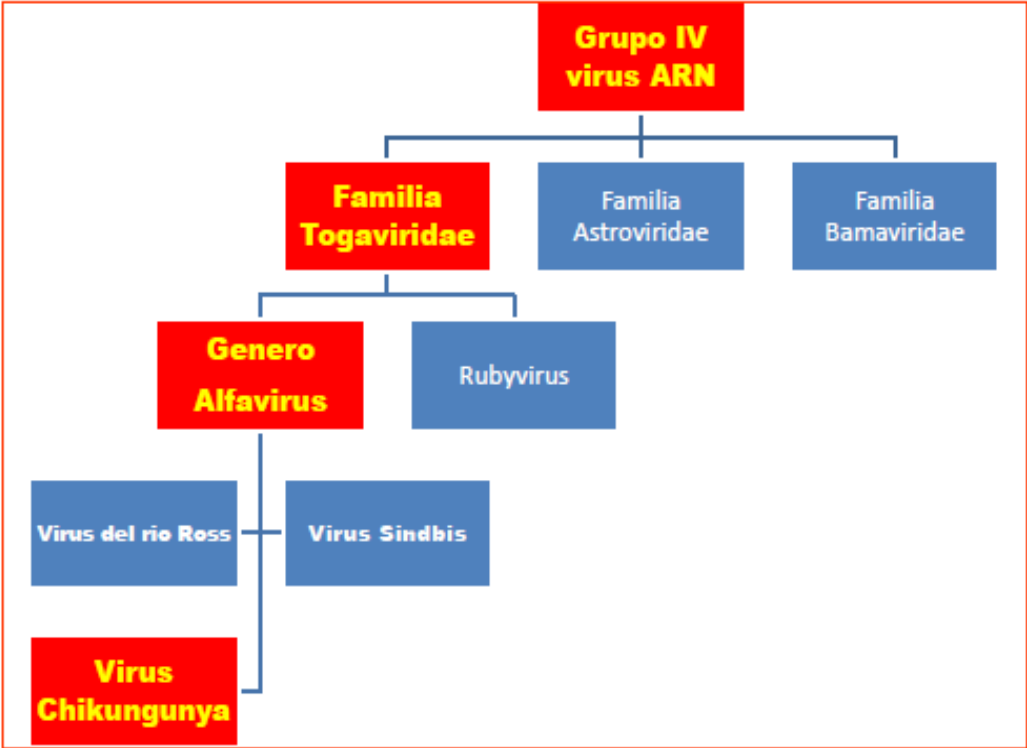 Grupo IV
virus ARN
Familia
Togaviridae
Familia
Astroviridae
Familia
Bamaviridae
Genero
Alfavirus
Rubyvirus
Virus del rio Ross
Virus Sindbis
Virus
Chikungunya